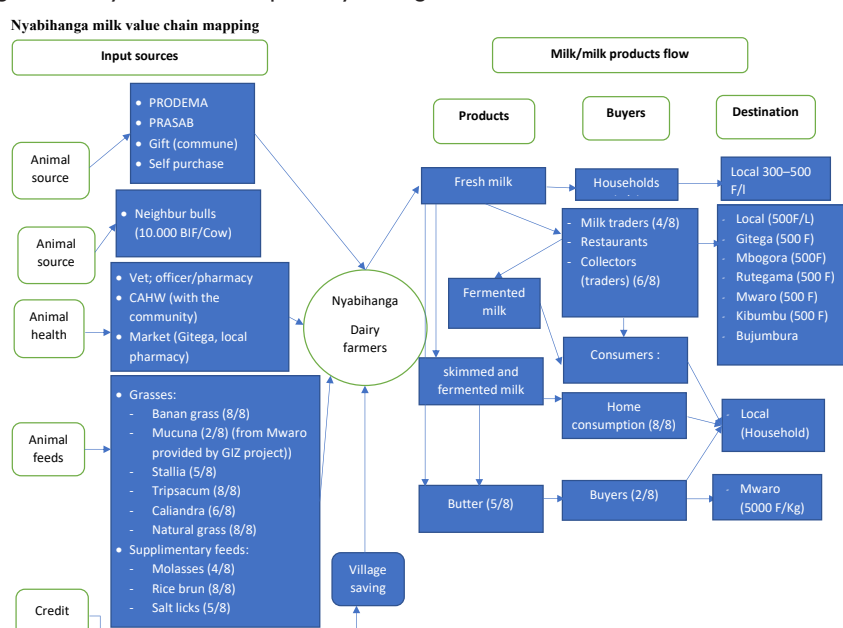 Nyabihanga milk value chain mapping
Input sources
Milk/milk products flow
Products
Buyers
Destination
Animal
source
• PRODEMA
• PRASAB
• Gift (commune)
• Self purchase
Animal
source
• Neighbur bulls
(10.000 BIF/Cow)
Animal
health
• Vet; officer/pharmacy
• CAHW (with the
community)
• Market (Gitega, local
pharmacy)
Animal
feeds
• Grasses:
- Banan grass (8/8)
- Mucuna (2/8) (from Mwaro
provided by GIZ project))
- Stallia (5/8)
- Tripsacum (8/8)
- Caliandra (6/8)
- Natural grass (8/8)
• Supplimentary feeds:
- Molasses (4/8)
- Rice brun (8/8)
- Salt licks (5/8)
Credit
Village
saving
Nyabihanga
Dairy
farmers
Fresh milk
Households
Local 300–500
F/l
- Milk traders (4/8)
- Restaurants
- Collectors
(traders) (6/8)
- Local (500F/L)
- Gitega (500 F)
- Mbogora (500F)
- Rutegama (500 F)
- Mwaro (500 F)
- Kibumbu (500 F)
- Bujumbura
Fermented
milk
Consumers :
skimmed and
fermented milk
Home
consumption (8/8)
- Local
(Household)
Butter (5/8)
Buyers (2/8)
- Mwaro
(5000 F/Kg)